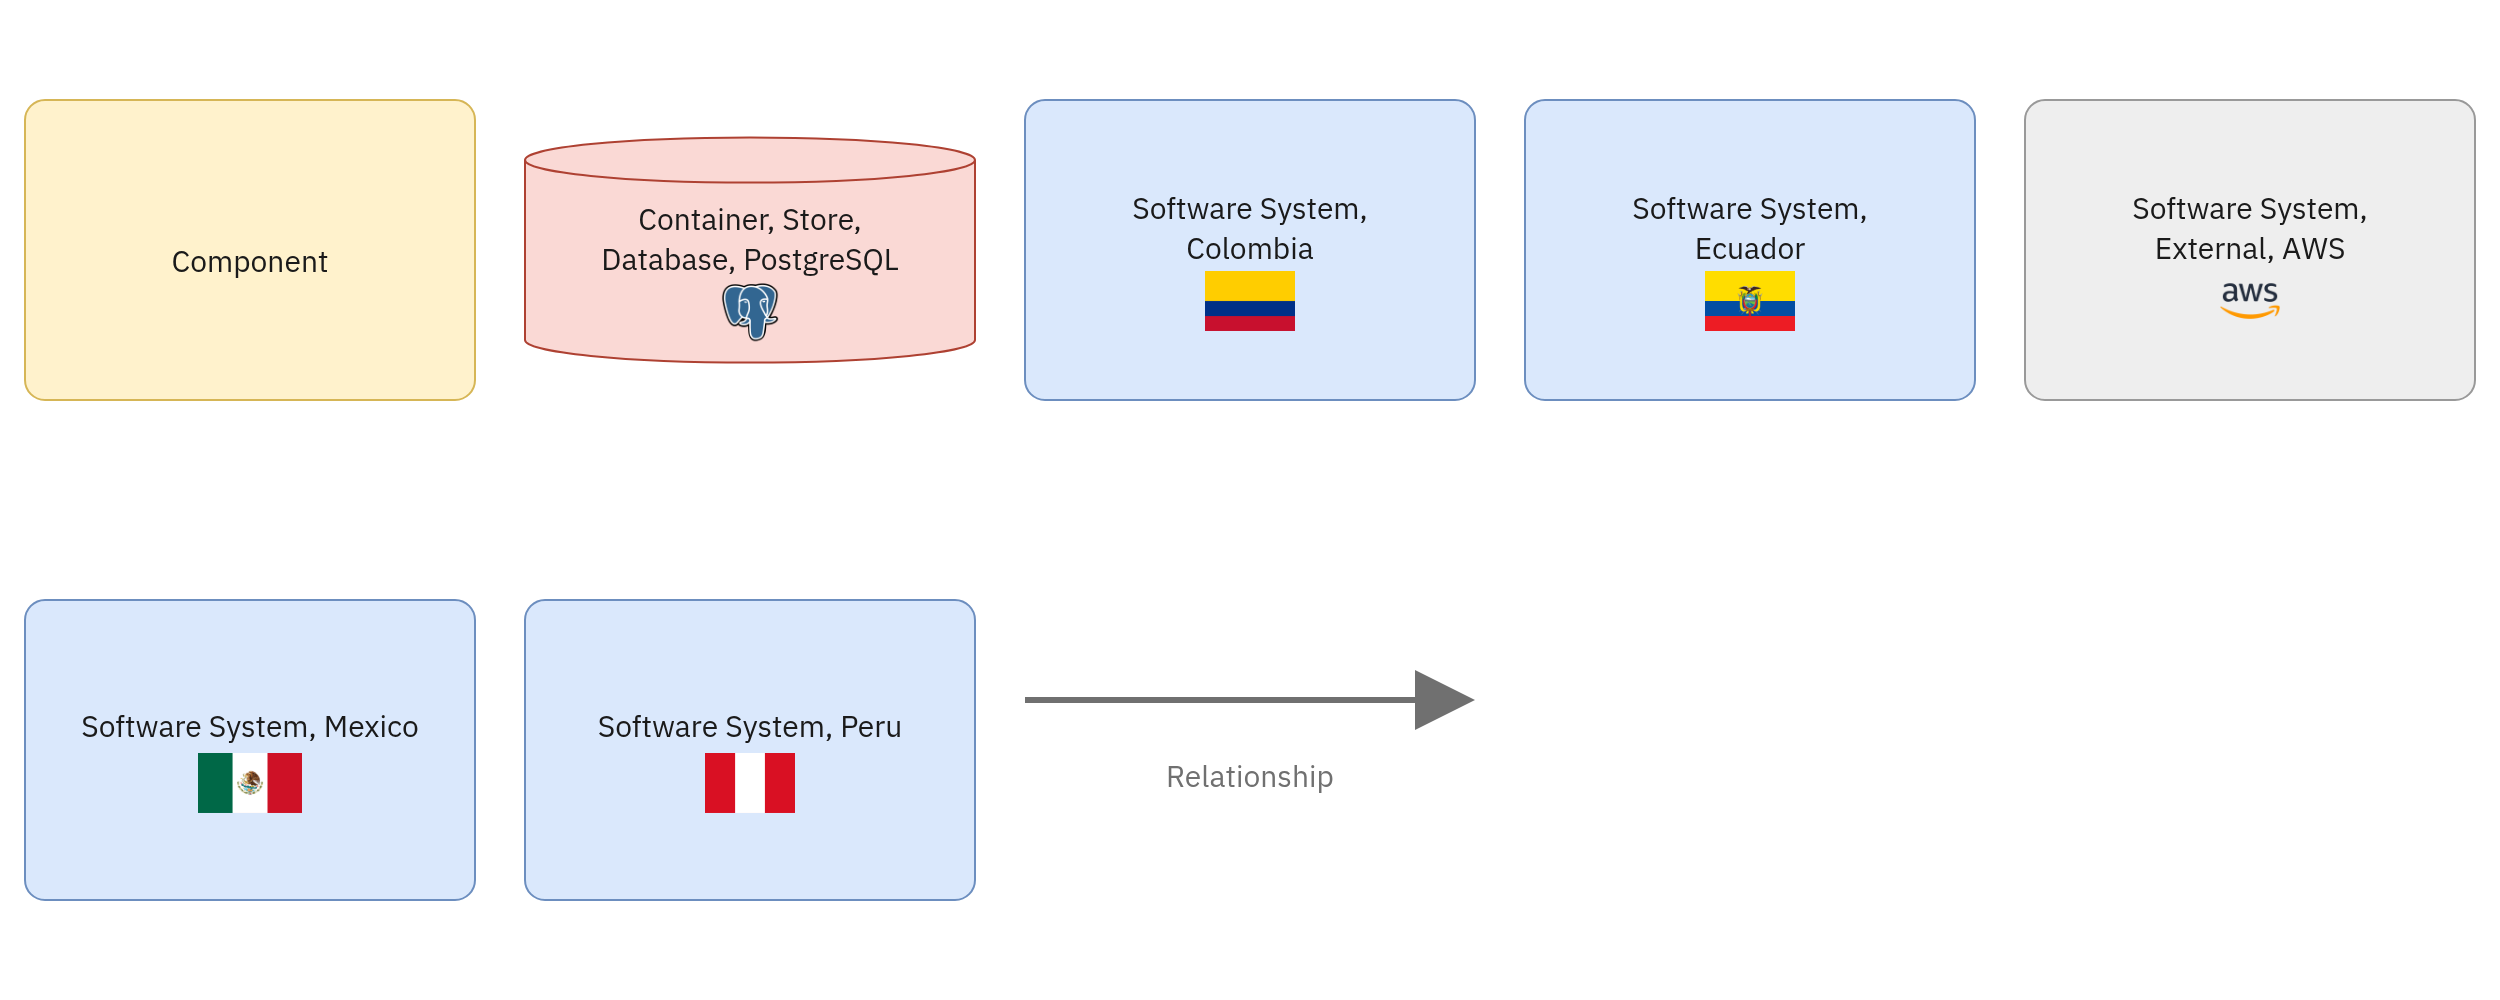 Component
Container, Store,
Database, PostgreSQL
Software System,
Colombia
Software System,
Ecuador
Software System,
External, AWS
aws
Software System, Mexico
Software System, Peru
Relationship